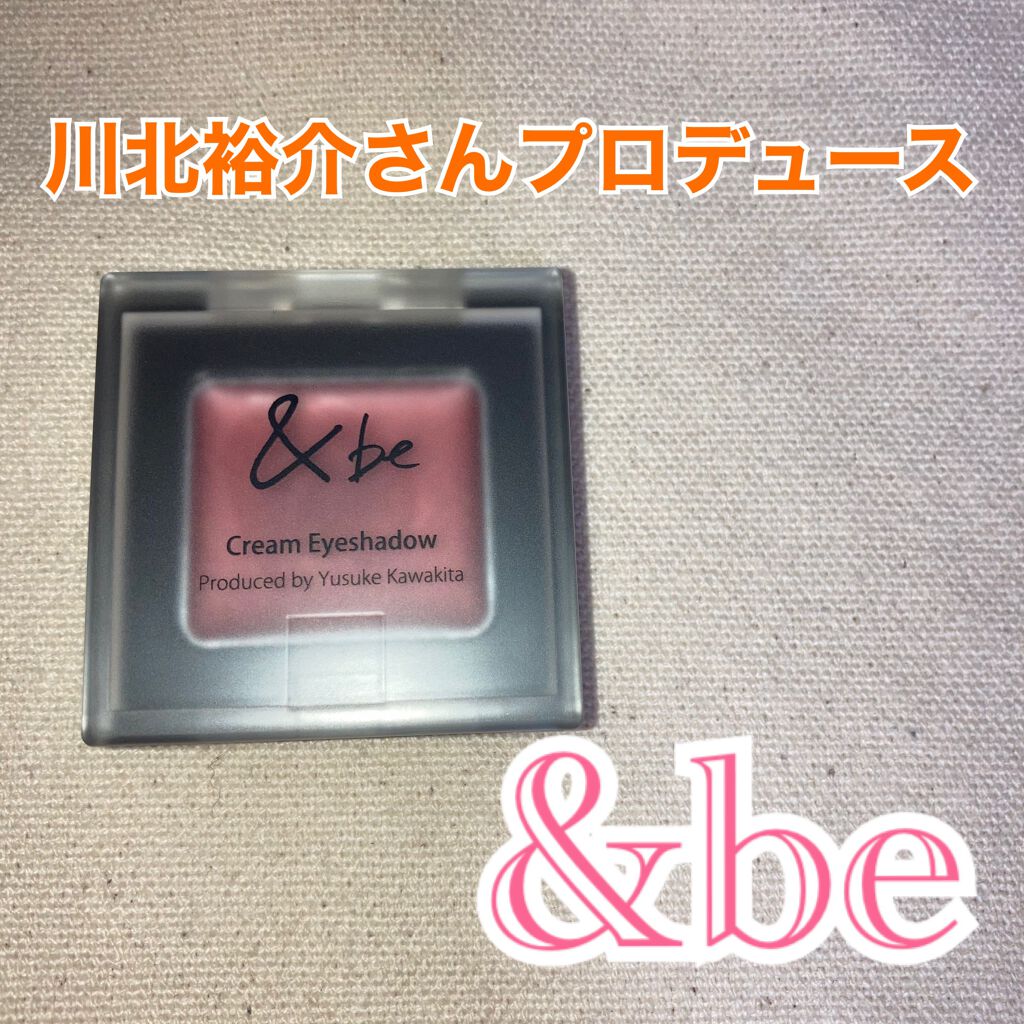 川北裕介さんプロデュース
&be
Cream Eyeshadow
Produced by Yusuke Kawakita
&be